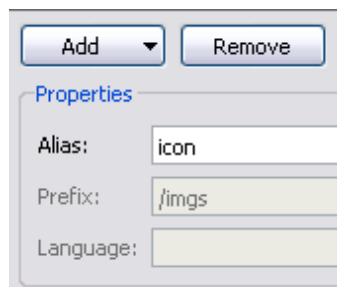 Add Remove
Properties
Alias: icon
Prefix: /imgs
Language: